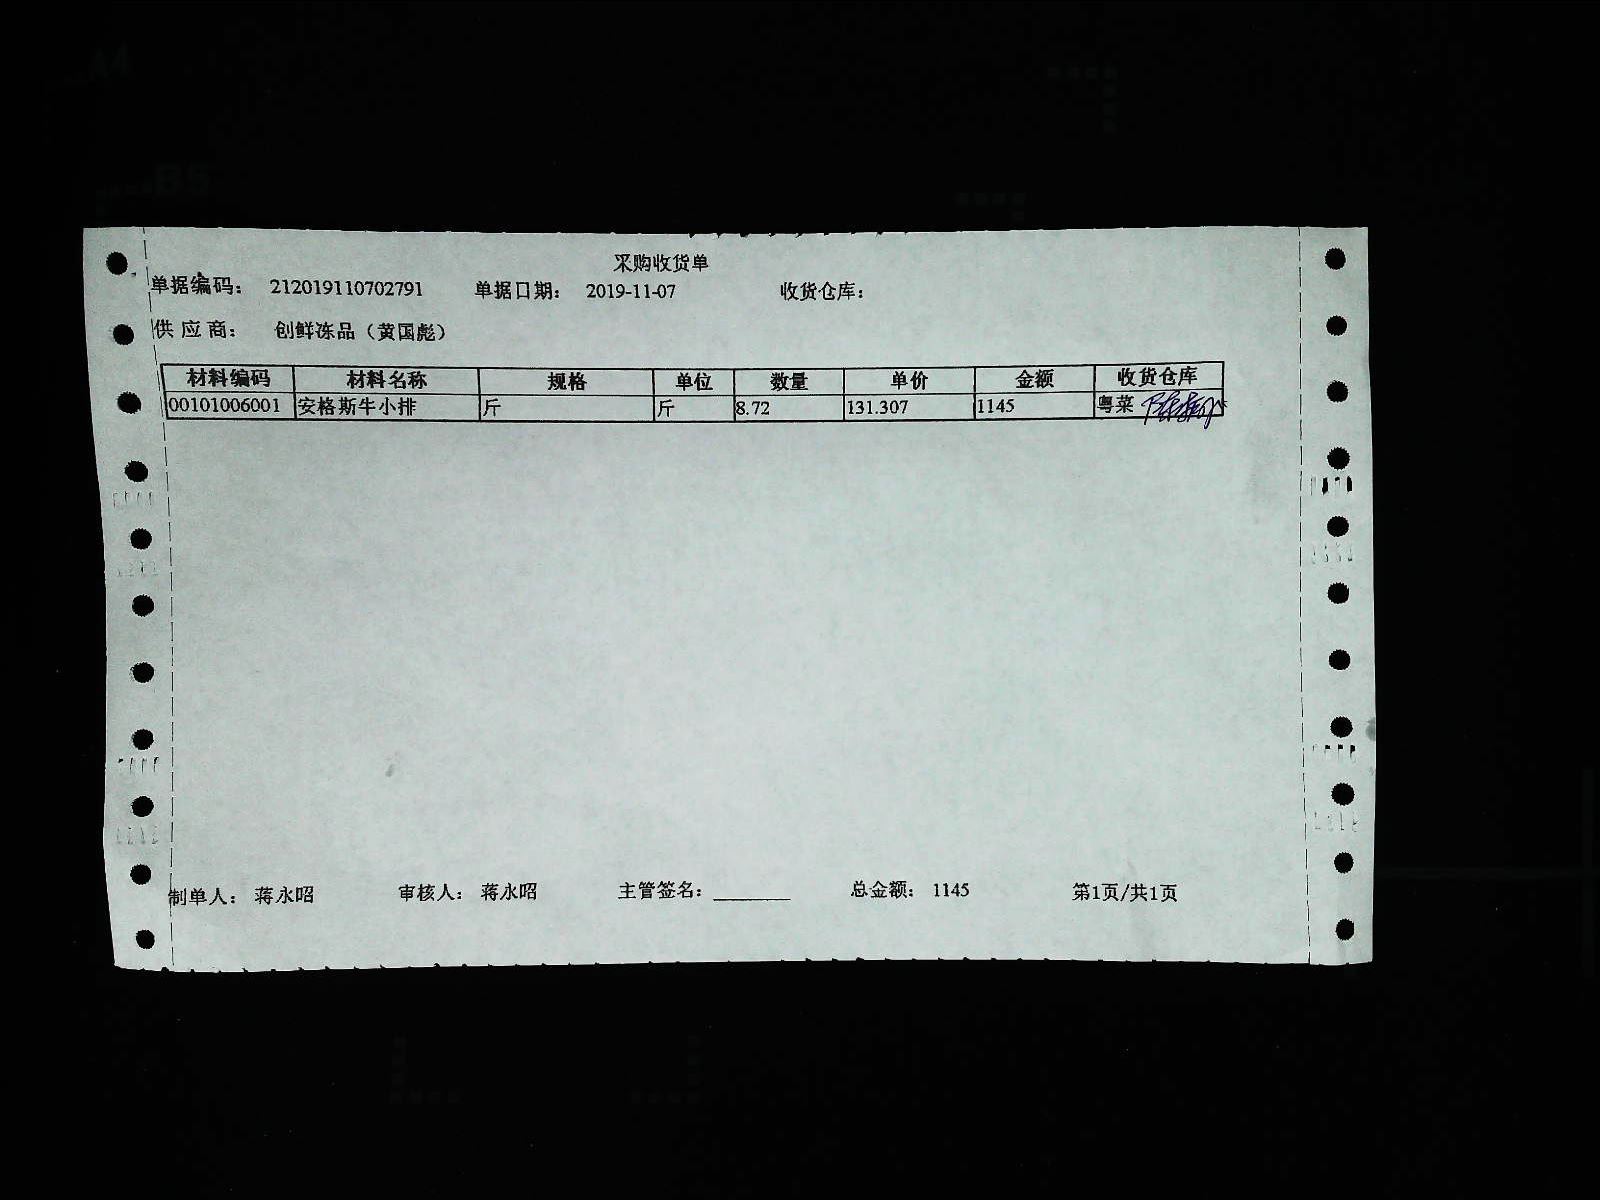 采购收货单
单据编码： 212019110702791 单据日期： 2019-11-07 收货仓库：
供应商： 创鲜冻品（黄国彪）
材料编码 材料名称 规格 单位 数量 单价 金额 收货仓库
00101006001 安格斯牛小排 斤 斤 8.72 131.307 1145 粤菜
制单人： 蒋永昭 审核人： 蒋永昭 主管签名： 总金额： 1145 第1页/共1页